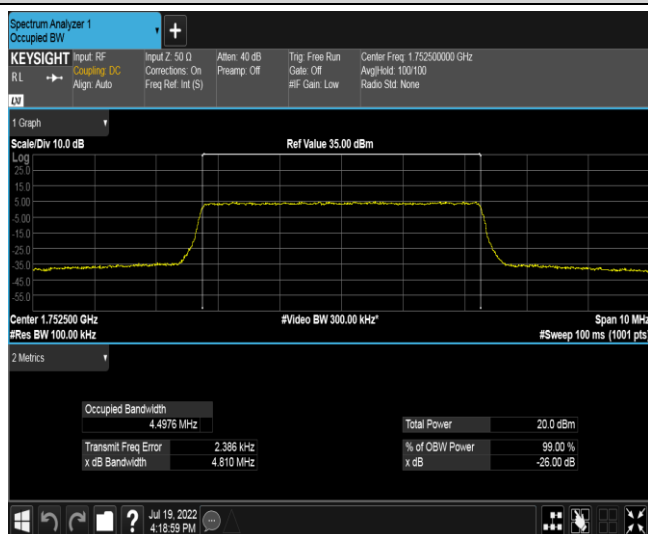 Spectrum Analyzer 1
Occupied BW
+
KEYSIGHT
R L
LXI
Input: RF
Coupling: DC
Align: Auto
Input Z: 50 Ω
Corrections: On
Freq Ref: Int (S)
Atten: 40 dB
Preamp: Off
Trig: Free Run
Gate: Off
#IF Gain: Low
Center Freq: 1.752500000 GHz
Avg|Hold: 100/100
Radio Std: None
1 Graph
Scale/Div 10.0 dB
Ref Value 35.00 dBm
Log
25.0
15.0
5.00
-5.00
-15.0
-25.0
-35.0
-45.0
-55.0
Center 1.752500 GHz
#Video BW 300.00 kHz*
Span 10 MHz
#Res BW 100.00 kHz
#Sweep 100 ms (1001 pts)
2 Metrics
Occupied Bandwidth
4.4976 MHz
Total Power 20.0 dBm
Transmit Freq Error 2.386 kHz
% of OBW Power 99.00 %
x dB Bandwidth 4.810 MHz
x dB -26.00 dB
?
Jul 19, 2022
4:18:59 PM